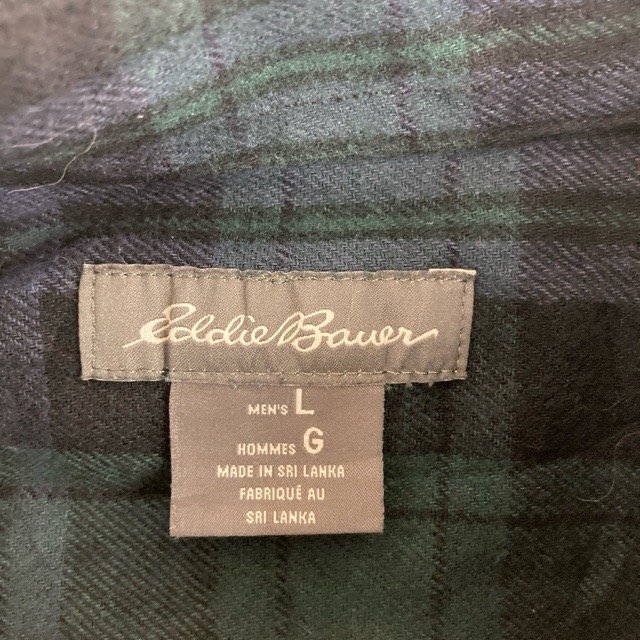 Eddie Bauer
MEN'S L
HOMMES G
MADE IN SRI LANKA
FABRIQUÉ AU
SRI LANKA